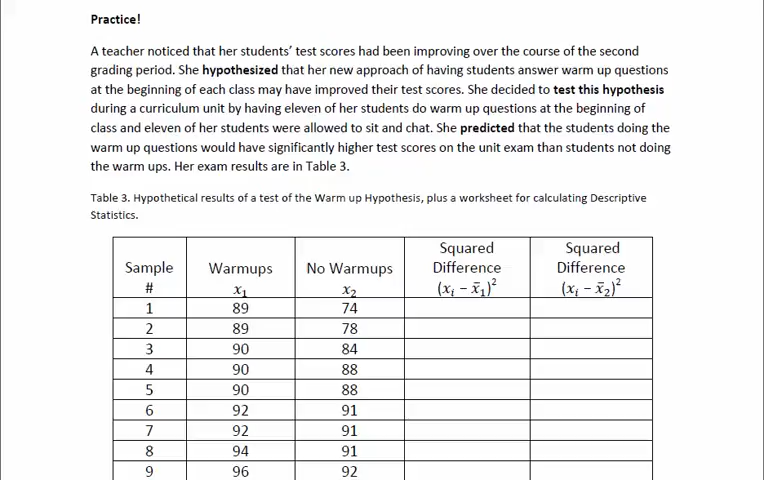 Practice!
A teacher noticed that her students' test scores had been improving over the course of the second
grading period. She hypothesized that her new approach of having students answer warm up questions
at the beginning of each class may have improved their test scores. She decided to test this hypothesis
during a curriculum unit by having eleven of her students do warm up questions at the beginning of
class and eleven of her students were allowed to sit and chat. She predicted that the students doing the
warm up questions would have significantly higher test scores on the unit exam than students not doing
the warm ups. Her exam results are in Table 3.
Table 3. Hypothetical results of a test of the Warm up Hypothesis, plus a worksheet for calculating Descriptive
Statistics.
Sample # Warmups x₁ No Warmups x₂ Squared Difference (xᵢ − x̄₁)² Squared Difference (xᵢ − x̄₂)²
1 89 74
2 89 78
3 90 84
4 90 88
5 90 88
6 92 91
7 92 91
8 94 91
9 96 92